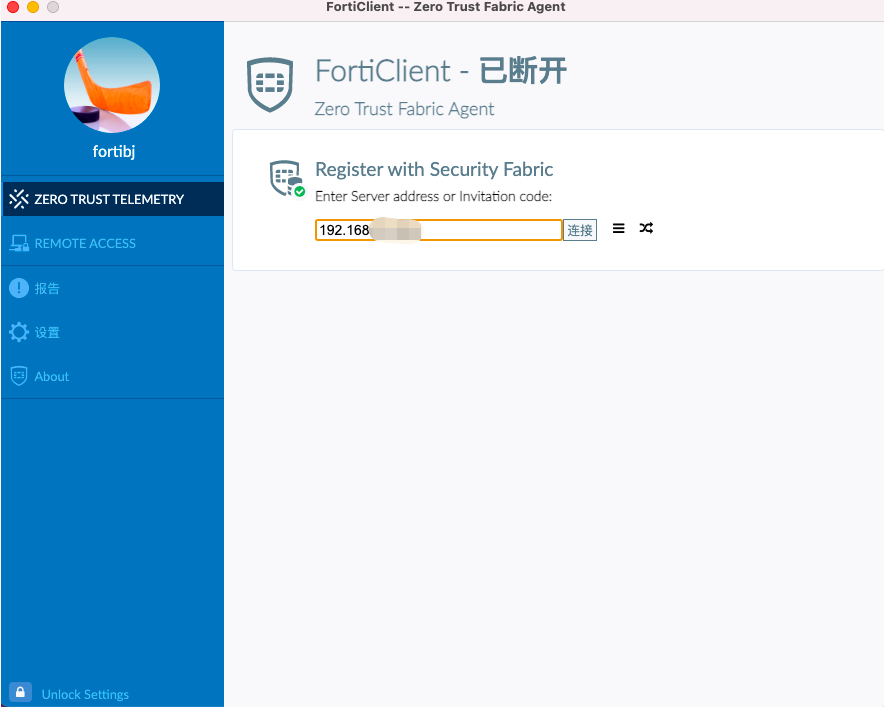 FortiClient -- Zero Trust Fabric Agent
fortibj
ZERO TRUST TELEMETRY
REMOTE ACCESS
报告
设置
About
Unlock Settings
FortiClient - 已断开
Zero Trust Fabric Agent
Register with Security Fabric
Enter Server address or Invitation code:
192.168
连接